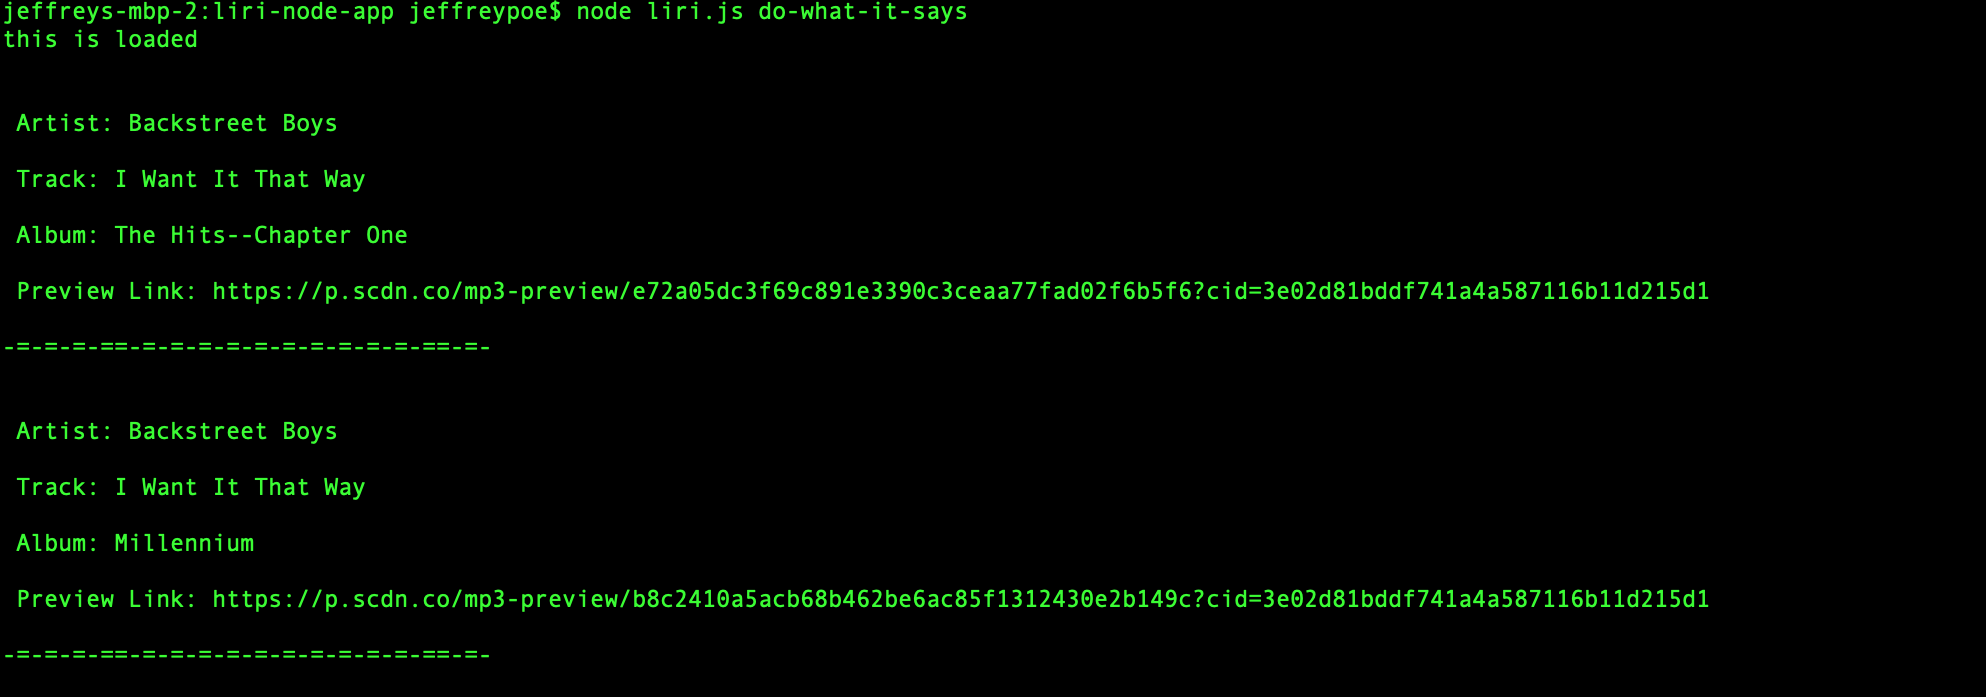 jeffreys-mbp-2:liri-node-app jeffreypoe$ node liri.js do-what-it-says
this is loaded
Artist: Backstreet Boys
Track: I Want It That Way
Album: The Hits--Chapter One
Preview Link: https://p.scdn.co/mp3-preview/e72a05dc3f69c891e3390c3ceaa77fad02f6b5f6?cid=3e02d81bddf741a4a587116b11d215d1
-=-=-=-==-=-=-=-=-=-=-=-=-=-=-==-=-
Artist: Backstreet Boys
Track: I Want It That Way
Album: Millennium
Preview Link: https://p.scdn.co/mp3-preview/b8c2410a5acb68b462be6ac85f1312430e2b149c?cid=3e02d81bddf741a4a587116b11d215d1
-=-=-=-==-=-=-=-=-=-=-=-=-=-=-==-=-